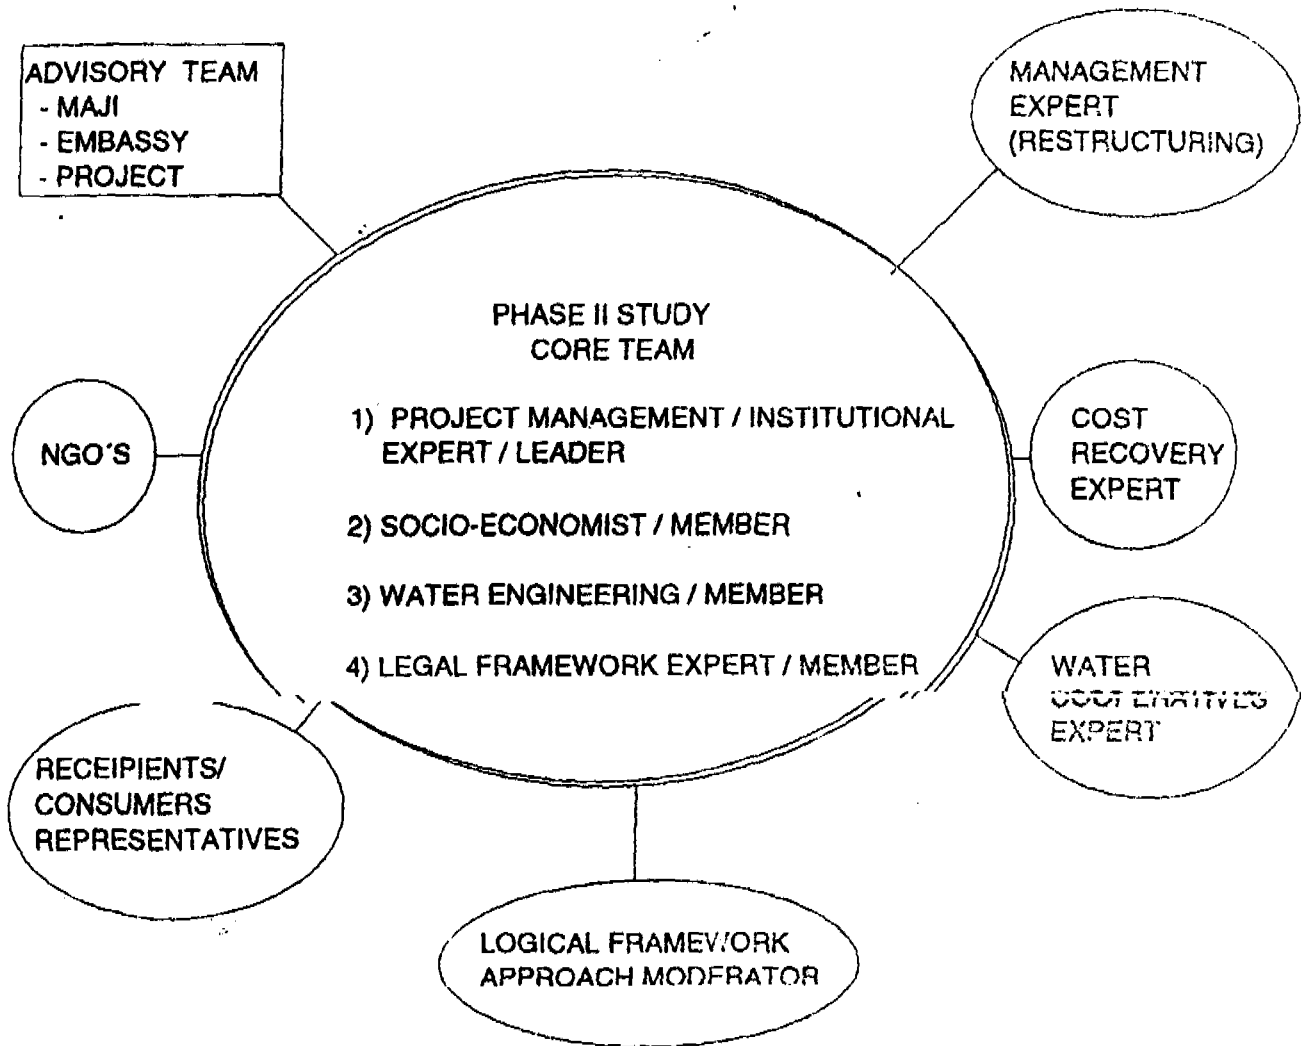 ADVISORY TEAM
- MAJI
- EMBASSY
- PROJECT
MANAGEMENT
EXPERT
(RESTRUCTURING)
PHASE II STUDY
CORE TEAM
1) PROJECT MANAGEMENT / INSTITUTIONAL
EXPERT / LEADER
2) SOCIO-ECONOMIST / MEMBER
3) WATER ENGINEERING / MEMBER
4) LEGAL FRAMEWORK EXPERT / MEMBER
NGO'S
COST
RECOVERY
EXPERT
WATER
COOPERATIVES
EXPERT
RECEIPIENTS/
CONSUMERS
REPRESENTATIVES
LOGICAL FRAMEWORK
APPROACH MODERATOR